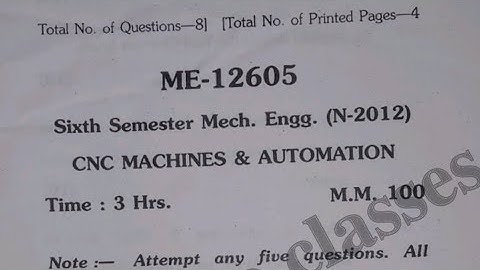 Total No. of Questions—8] [Total No. of Printed Pages—4
ME-12605
Sixth Semester Mech. Engg. (N-2012)
CNC MACHINES & AUTOMATION
Time : 3 Hrs. M.M. 100
Note :— Attempt any five questions. All
classes